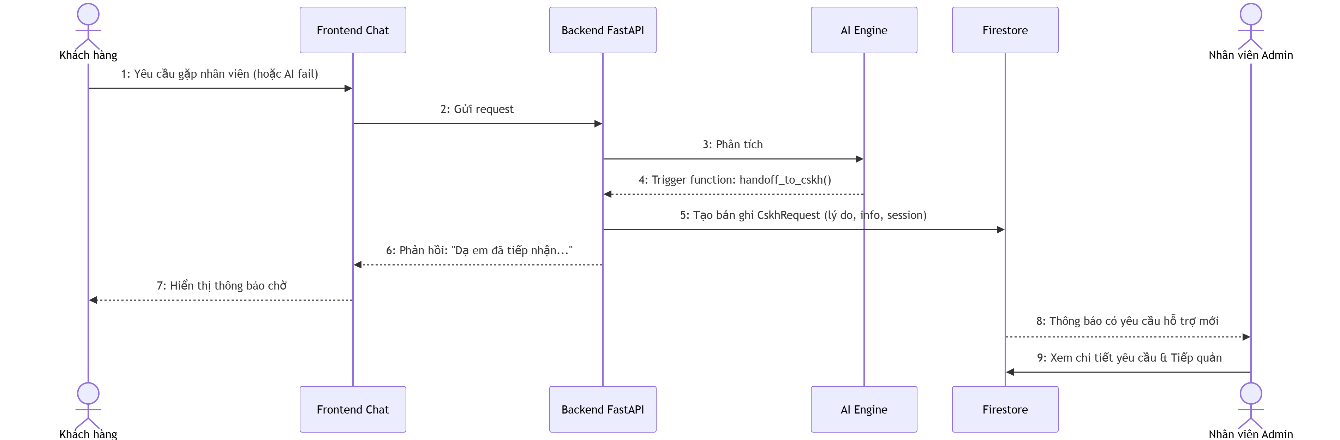 Frontend Chat
Backend FastAPI
AI Engine
Firestore
Khách hàng
Nhân viên Admin
1: Yêu cầu gặp nhân viên (hoặc AI fail)
2: Gửi request
3: Phân tích
4: Trigger function: handoff_to_cskh()
5: Tạo bản ghi CskhRequest (lý do, info, session)
6: Phản hồi: "Dạ em đã tiếp nhận..."
7: Hiển thị thông báo chờ
8: Thông báo có yêu cầu hỗ trợ mới
9: Xem chi tiết yêu cầu & Tiếp quản
Frontend Chat
Backend FastAPI
AI Engine
Firestore
Khách hàng
Nhân viên Admin